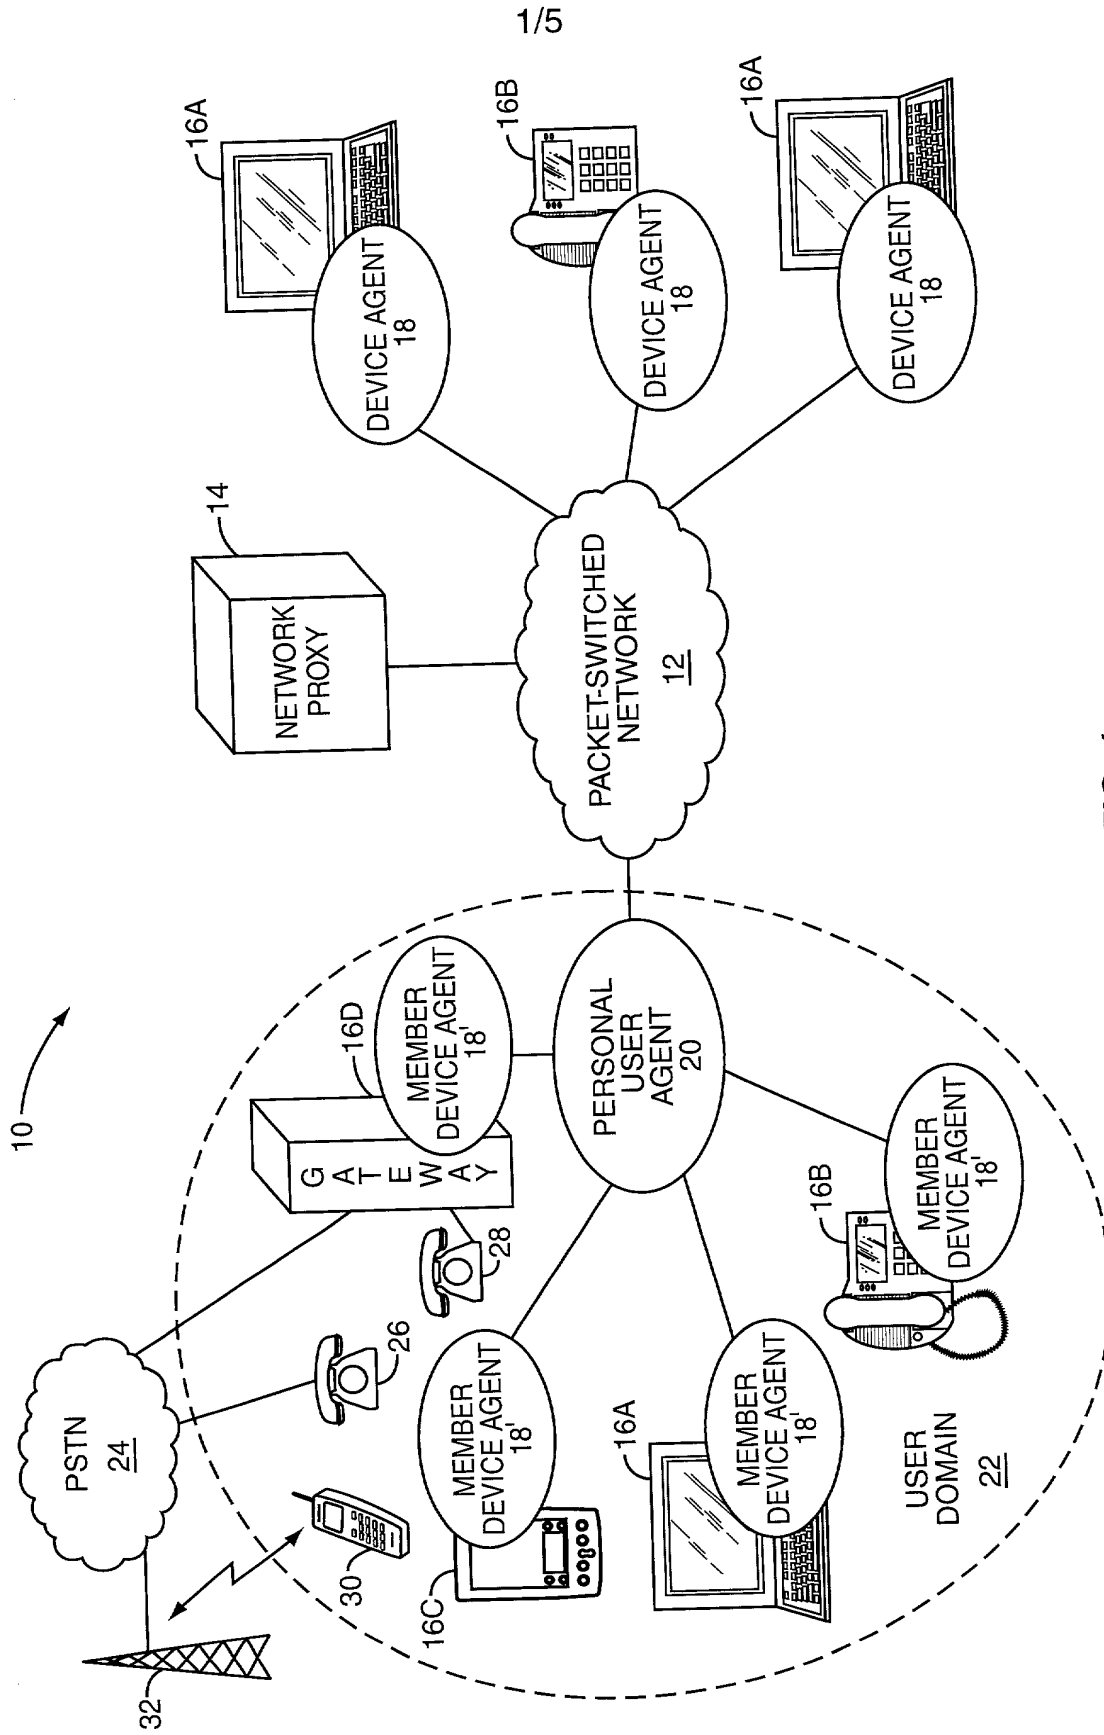 1/5
10
32
PSTN
24
30
26
28
16C
MEMBER
DEVICE AGENT
18'
16A
MEMBER
DEVICE AGENT
18'
USER
DOMAIN
22
16B
MEMBER
DEVICE AGENT
18'
GATEWAY
16D
MEMBER
DEVICE AGENT
18'
PERSONAL
USER
AGENT
20
NETWORK
PROXY
14
PACKET-SWITCHED
NETWORK
12
16A
DEVICE AGENT
18
16B
DEVICE AGENT
18
16A
DEVICE AGENT
18